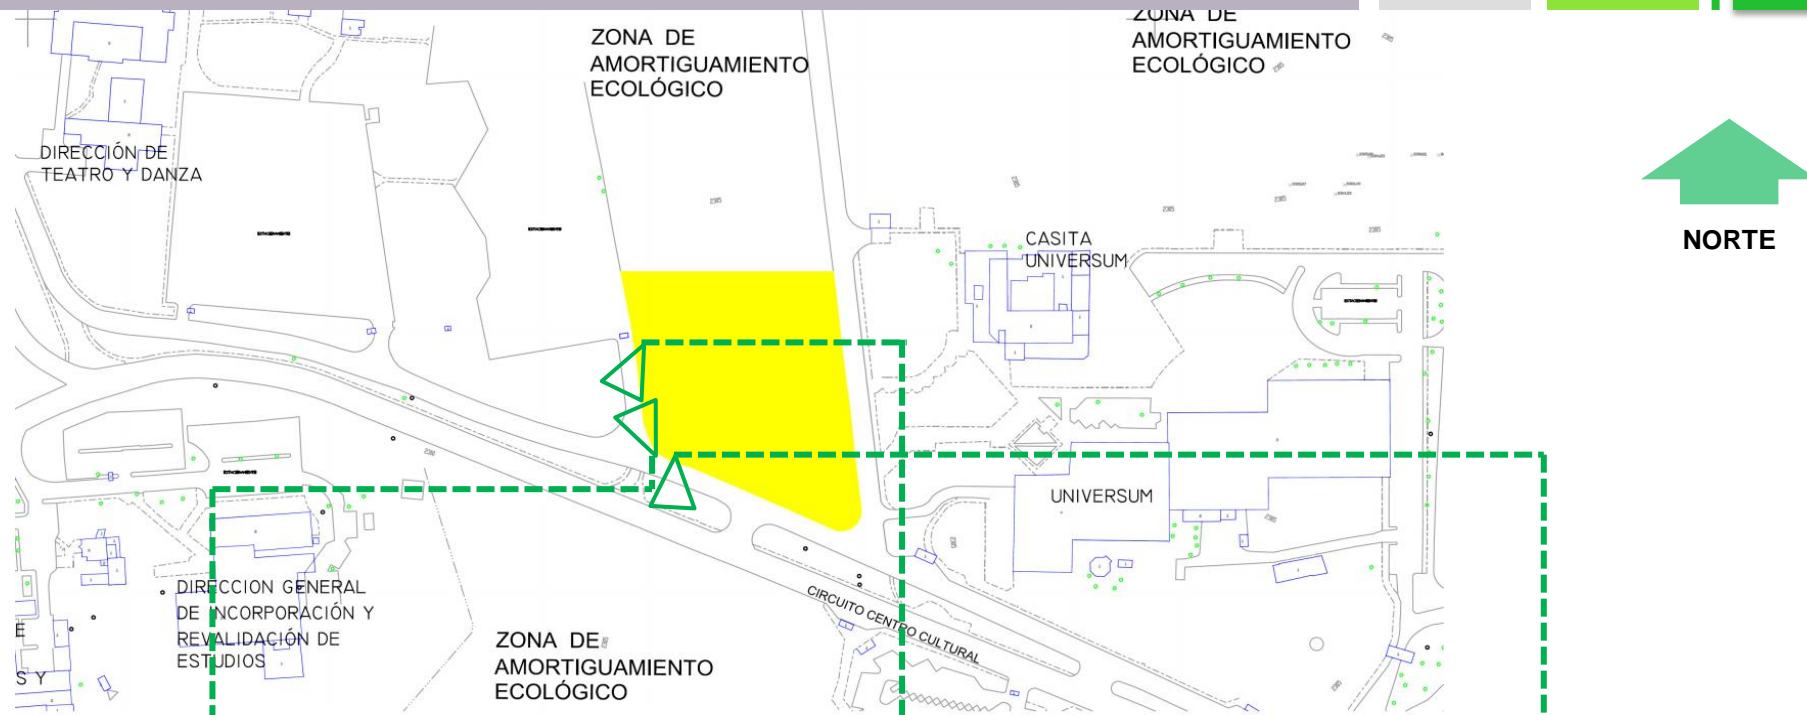 ZONA DE
AMORTIGUAMIENTO
ECOLÓGICO
ZONA DE
AMORTIGUAMIENTO
ECOLÓGICO
DIRECCIÓN DE
TEATRO Y DANZA
NORTE
CASITA
UNIVERSUM
UNIVERSUM
DIRECCION GENERAL
DE INCORPORACIÓN Y
REVALIDACIÓN DE
ESTUDIOS
ZONA DE
AMORTIGUAMIENTO
ECOLÓGICO
CIRCUITO CENTRO CULTURAL
E
S Y